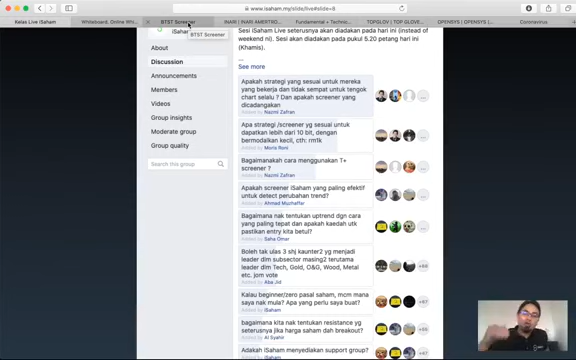 www.isaham.my/slide/live#slide=6
Kelas Live iSaham
Whiteboard. Online Whi...
BTST Screener
INARI | INARI AMERTRO...
Fundamental + Technic...
TOPGLOV | TOP GLOVE...
OPENSYS | OPENSYS (...
Coronavirus
BTST Screener
About
Discussion
Announcements
Members
Videos
Group insights
Moderate group
Group quality
Search this group
iSaham Live seterusnya akan diadakan pada hari ini (instead of
weekend ni). Sesi akan diadakan pada pukul 5.20 petang hari ini
(Khamis).
...
See more
Apakah strategi yang sesuai untuk mereka
yang bekerja dan tidak sempat untuk tengok
chart selalu ? Dan apakah screener yang
dicadangkan
Added by Nazmi Zafran
Apa strategi /screener yg sesuai untuk
dapatkan lebih dari 10 bit, dengan
bermodalkan kecil, cth: rm1k
Added by Moris Roni
Bagaimanakah cara menggunakan T+
screener ?
Added by Nazmi Zafran
Apakah screener iSaham yang paling efektif
untuk detect perubahan trend?
Added by Ahmad Muzhaffar
Bagaimana nak tentukan uptrend dgn cara
yang paling tepat dan apakah kaedah utk
pastikan entry kita betul?
Added by Saha Omar
Boleh tak ulas 3 shj kaunter2 yg menjadi
leader dlm subsector masing2 terutama
leader dlm Tech, Gold, O&G, Wood, Metal
etc. jom vote
Added by Aba Jid
Kalau beginner/zero pasal saham, mcm mana
saya nak mula? Apa yang perlu saya buat?
Added by iSaham
bagaimana kita nak tentukan resistance yg
seterusnya jika harga saham dah breakout?
Added by Al Syahir
Adakah iSaham menyediakan support group?